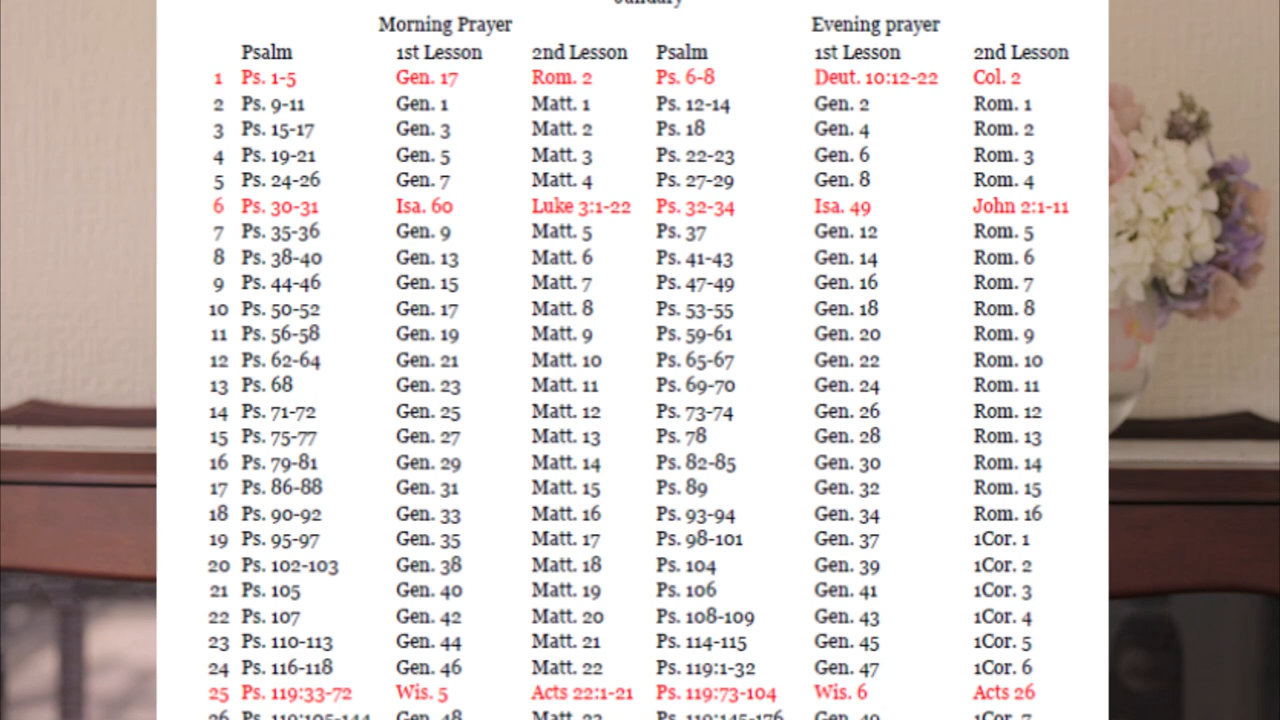 January
Morning Prayer Evening prayer
Psalm 1st Lesson 2nd Lesson Psalm 1st Lesson 2nd Lesson
1 Ps. 1-5 Gen. 17 Rom. 2 Ps. 6-8 Deut. 10:12-22 Col. 2
2 Ps. 9-11 Gen. 1 Matt. 1 Ps. 12-14 Gen. 2 Rom. 1
3 Ps. 15-17 Gen. 3 Matt. 2 Ps. 18 Gen. 4 Rom. 2
4 Ps. 19-21 Gen. 5 Matt. 3 Ps. 22-23 Gen. 6 Rom. 3
5 Ps. 24-26 Gen. 7 Matt. 4 Ps. 27-29 Gen. 8 Rom. 4
6 Ps. 30-31 Isa. 60 Luke 3:1-22 Ps. 32-34 Isa. 49 John 2:1-11
7 Ps. 35-36 Gen. 9 Matt. 5 Ps. 37 Gen. 12 Rom. 5
8 Ps. 38-40 Gen. 13 Matt. 6 Ps. 41-43 Gen. 14 Rom. 6
9 Ps. 44-46 Gen. 15 Matt. 7 Ps. 47-49 Gen. 16 Rom. 7
10 Ps. 50-52 Gen. 17 Matt. 8 Ps. 53-55 Gen. 18 Rom. 8
11 Ps. 56-58 Gen. 19 Matt. 9 Ps. 59-61 Gen. 20 Rom. 9
12 Ps. 62-64 Gen. 21 Matt. 10 Ps. 65-67 Gen. 22 Rom. 10
13 Ps. 68 Gen. 23 Matt. 11 Ps. 69-70 Gen. 24 Rom. 11
14 Ps. 71-72 Gen. 25 Matt. 12 Ps. 73-74 Gen. 26 Rom. 12
15 Ps. 75-77 Gen. 27 Matt. 13 Ps. 78 Gen. 28 Rom. 13
16 Ps. 79-81 Gen. 29 Matt. 14 Ps. 82-85 Gen. 30 Rom. 14
17 Ps. 86-88 Gen. 31 Matt. 15 Ps. 89 Gen. 32 Rom. 15
18 Ps. 90-92 Gen. 33 Matt. 16 Ps. 93-94 Gen. 34 Rom. 16
19 Ps. 95-97 Gen. 35 Matt. 17 Ps. 98-101 Gen. 37 1Cor. 1
20 Ps. 102-103 Gen. 38 Matt. 18 Ps. 104 Gen. 39 1Cor. 2
21 Ps. 105 Gen. 40 Matt. 19 Ps. 106 Gen. 41 1Cor. 3
22 Ps. 107 Gen. 42 Matt. 20 Ps. 108-109 Gen. 43 1Cor. 4
23 Ps. 110-113 Gen. 44 Matt. 21 Ps. 114-115 Gen. 45 1Cor. 5
24 Ps. 116-118 Gen. 46 Matt. 22 Ps. 119:1-32 Gen. 47 1Cor. 6
25 Ps. 119:33-72 Wis. 5 Acts 22:1-21 Ps. 119:73-104 Wis. 6 Acts 26
26 Ps. 119:105-144 Gen. 48 Matt. 23 Ps. 119:145-176 Gen. 49 1Cor. 7